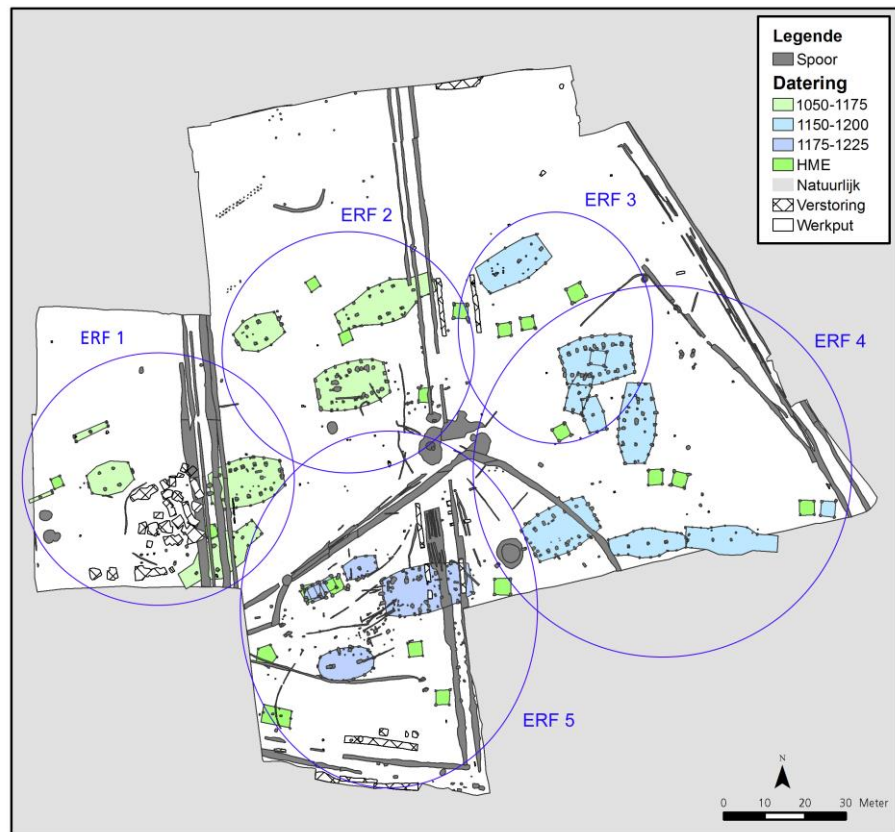 Legende
Spoor
Datering
1050-1175
1150-1200
1175-1225
HME
Natuurlijk
Verstoring
Werkput
ERF 1
ERF 2
ERF 3
ERF 4
ERF 5
N
0 10 20 30 Meter